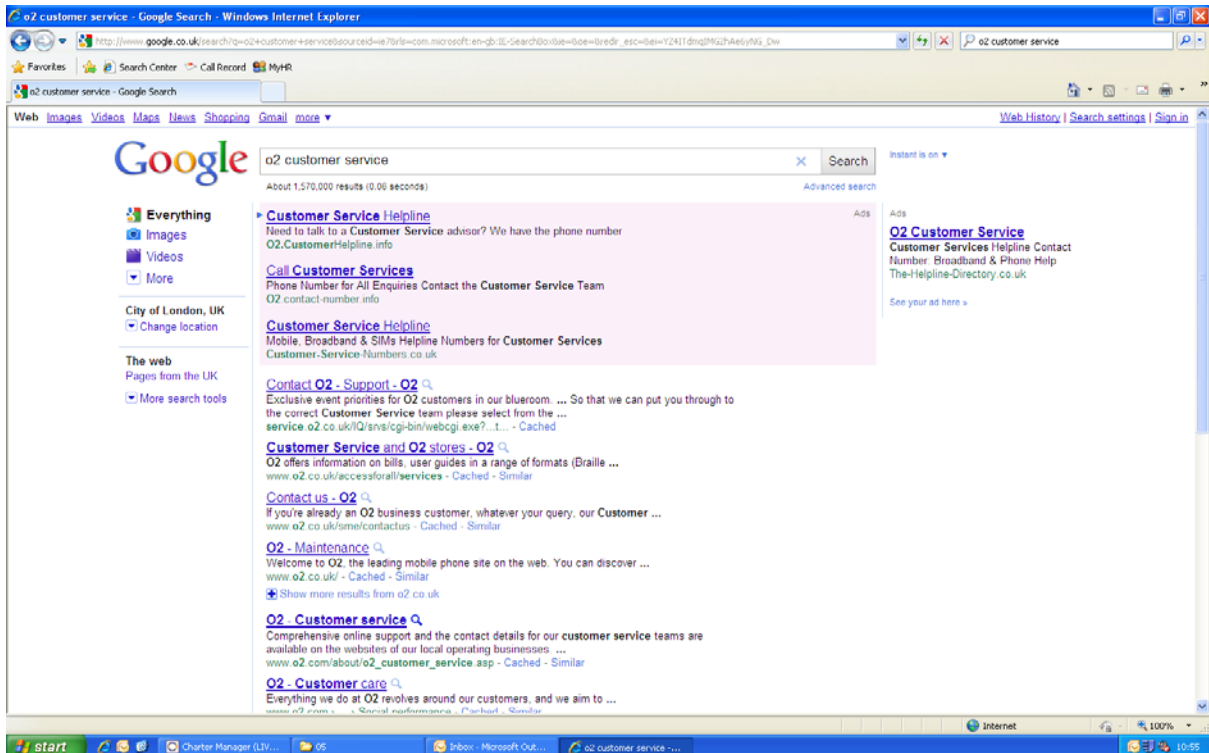 o2 customer service - Google Search - Windows Internet Explorer
o2 customer service
Favorites Search Center Call Record MyHR
o2 customer service - Google Search
Web Images Videos Maps News Shopping Gmail more ▼ Web History | Search settings | Sign in
Google o2 customer service Search Instant is on ▼
About 1,570,000 results (0.06 seconds) Advanced search
Everything
Images
Videos
More
City of London, UK
Change location
The web
Pages from the UK
More search tools
Customer Service Helpline Ads
Need to talk to a Customer Service advisor? We have the phone number
O2.CustomerHelpline.info
Call Customer Services
Phone Number for All Enquiries Contact the Customer Service Team
O2.contact-number.info
Customer Service Helpline
Mobile, Broadband & SIMs Helpline Numbers for Customer Services
Customer-Service-Numbers.co.uk
Contact O2 - Support - O2
Exclusive event priorities for O2 customers in our blueroom. ... So that we can put you through to
the correct Customer Service team please select from the ...
service.o2.co.uk/IQ/srvs/cgi-bin/webcgi.exe?...t... - Cached
Customer Service and O2 stores - O2
O2 offers information on bills, user guides in a range of formats (Braille ...
www.o2.co.uk/accessforall/services - Cached - Similar
Contact us - O2
If you're already an O2 business customer, whatever your query, our Customer ...
www.o2.co.uk/sme/contactus - Cached - Similar
O2 - Maintenance
Welcome to O2, the leading mobile phone site on the web. You can discover ...
www.o2.co.uk/ - Cached - Similar
Show more results from o2.co.uk
O2 - Customer service
Comprehensive online support and the contact details for our customer service teams are
available on the websites of our local operating businesses. ...
www.o2.com/about/o2_customer_service.asp - Cached - Similar
O2 - Customer care
Everything we do at O2 revolves around our customers, and we aim to ...
www.o2.com › ... › Social performance - Cached - Similar
Ads
O2 Customer Service
Customer Services Helpline Contact
Number: Broadband & Phone Help
The-Helpline-Directory.co.uk
See your ad here »
Internet 100%
start Charter Manager (LIV... 05 Inbox - Microsoft Out... o2 customer service -... 10:55